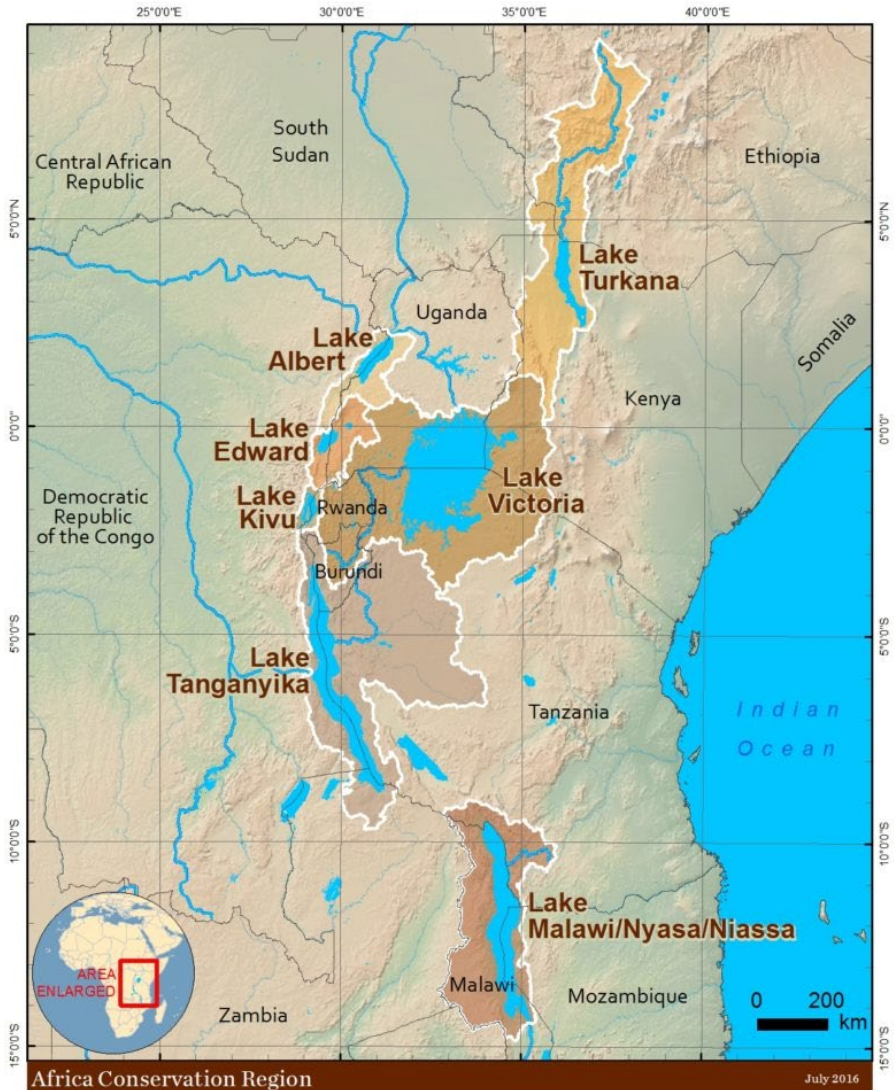 25°0'0"E
30°0'0"E
35°0'0"E
40°0'0"E
South
Sudan
Central African
Republic
Ethiopia
5°0'0"N
5°0'0"N
Lake
Turkana
Uganda
Somalia
Lake
Albert
Kenya
0°0'0"
0°0'0"
Lake
Edward
Lake
Victoria
Lake
Kivu
Rwanda
Democratic
Republic
of the Congo
Burundi
5°0'0"S
5°0'0"S
Lake
Tanganyika
Tanzania
Indian
Ocean
10°0'0"S
10°0'0"S
Lake
Malawi/Nyasa/Niassa
AREA
ENLARGED
Malawi
Mozambique
Zambia
0 200
km
15°0'0"S
15°0'0"S
Africa Conservation Region
July 2016